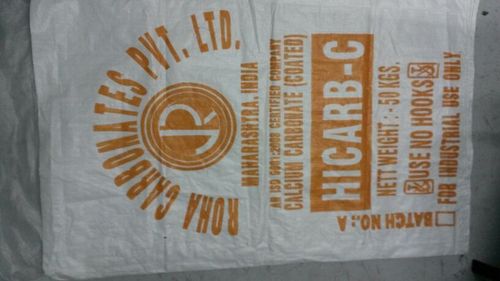 ROHA CARBONATES PVT. LTD.
R
MAHARASHTRA, INDIA
AN ISO 9001:2000 CERTIFIED COMPANY
CALCIUM CARBONATE (COATED)
HICARB-C
NETT WEIGHT:-50 KGS.
USE NO HOOKS
FOR INDUSTRIAL USE ONLY
BATCH NO.: A